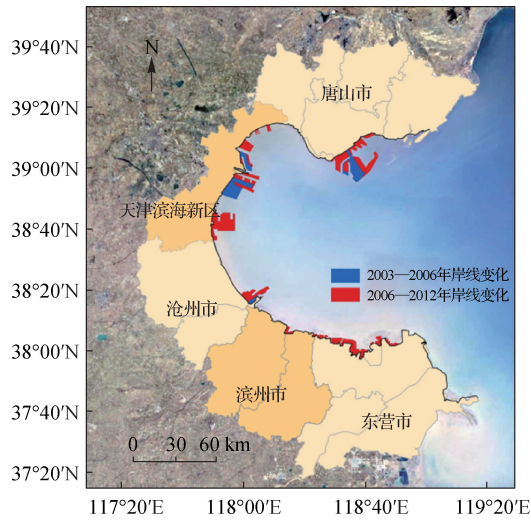 39°40′N
39°20′N
39°00′N
38°40′N
38°20′N
38°00′N
37°40′N
37°20′N
N
唐山市
天津滨海新区
2003—2006年岸线变化
2006—2012年岸线变化
沧州市
滨州市
东营市
0 30 60 km
117°20′E 118°00′E 118°40′E 119°20′E